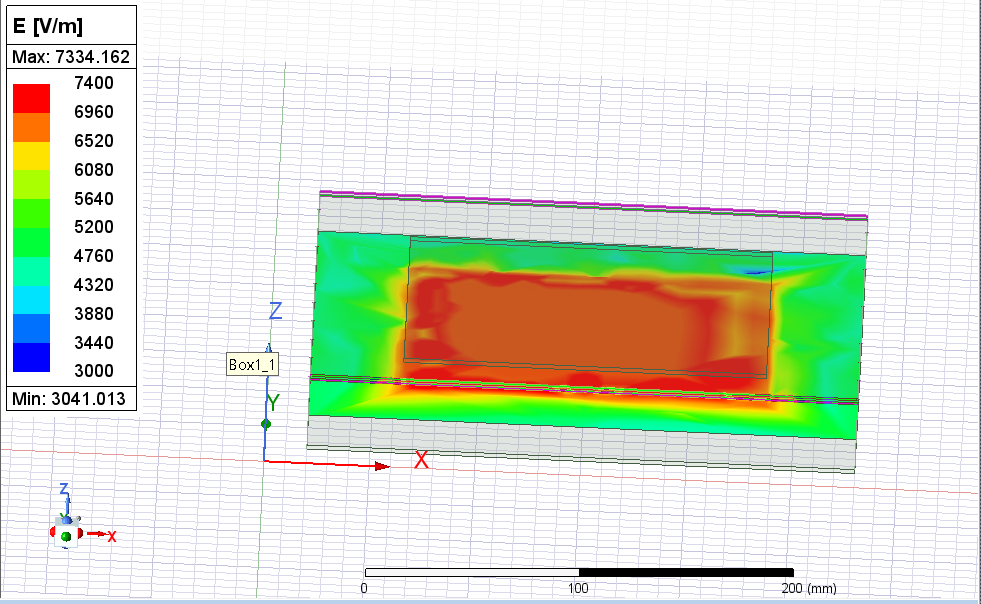 E [V/m]
Max: 7334.162
7400
6960
6520
6080
5640
5200
4760
4320
3880
3440
3000
Min: 3041.013
Z
Box1_1
Y
X
Z
Y
X
0
100
200 (mm)